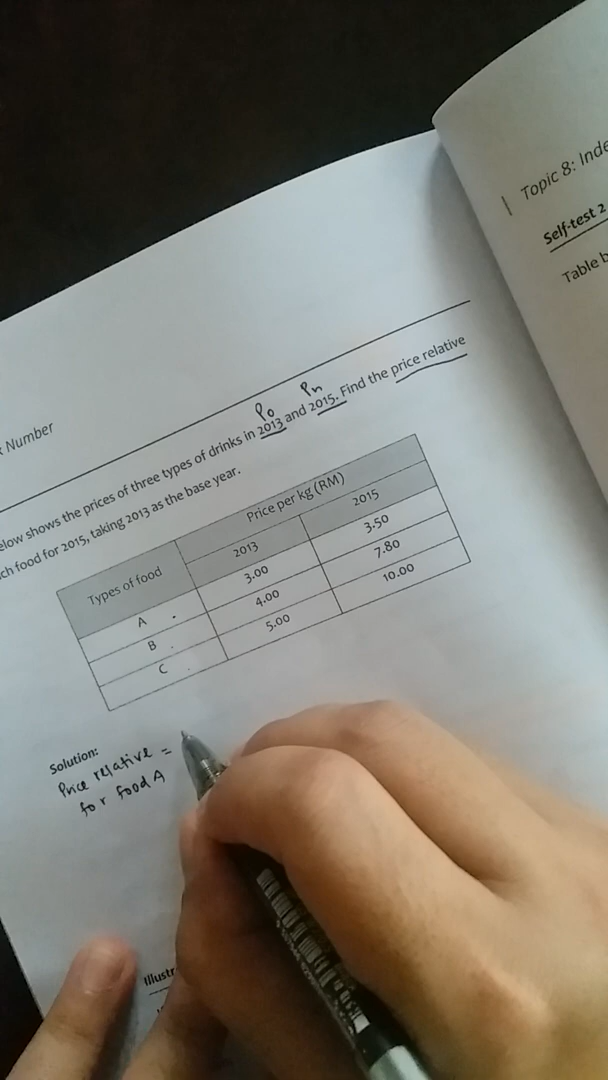 Topic 8: Inde
Self-test 2
Table b
Number
Po Pn
elow shows the prices of three types of drinks in 2013 and 2015. Find the price relative
ch food for 2015, taking 2013 as the base year.
Types of food Price per kg (RM)
2013 2015
A 3.00 3.50
B 4.00 7.80
C 5.00 10.00
Solution:
Price relative =
for food A
Illustr